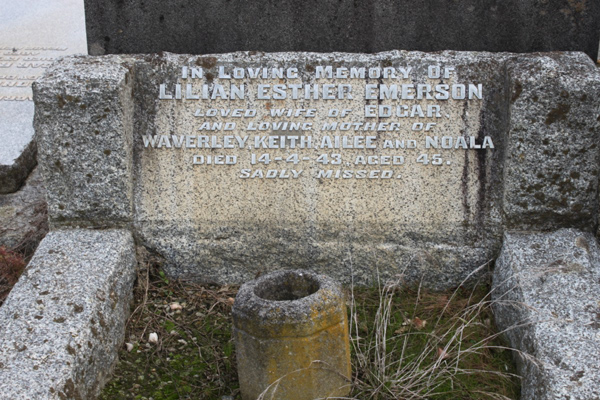 In Loving Memory Of
LILIAN ESTHER EMERSON
LOVED WIFE OF EDGAR
AND LOVING MOTHER OF
WAVERLEY, KEITH, AILEE AND NOALA
DIED 14-4-43, AGED 45.
SADLY MISSED.